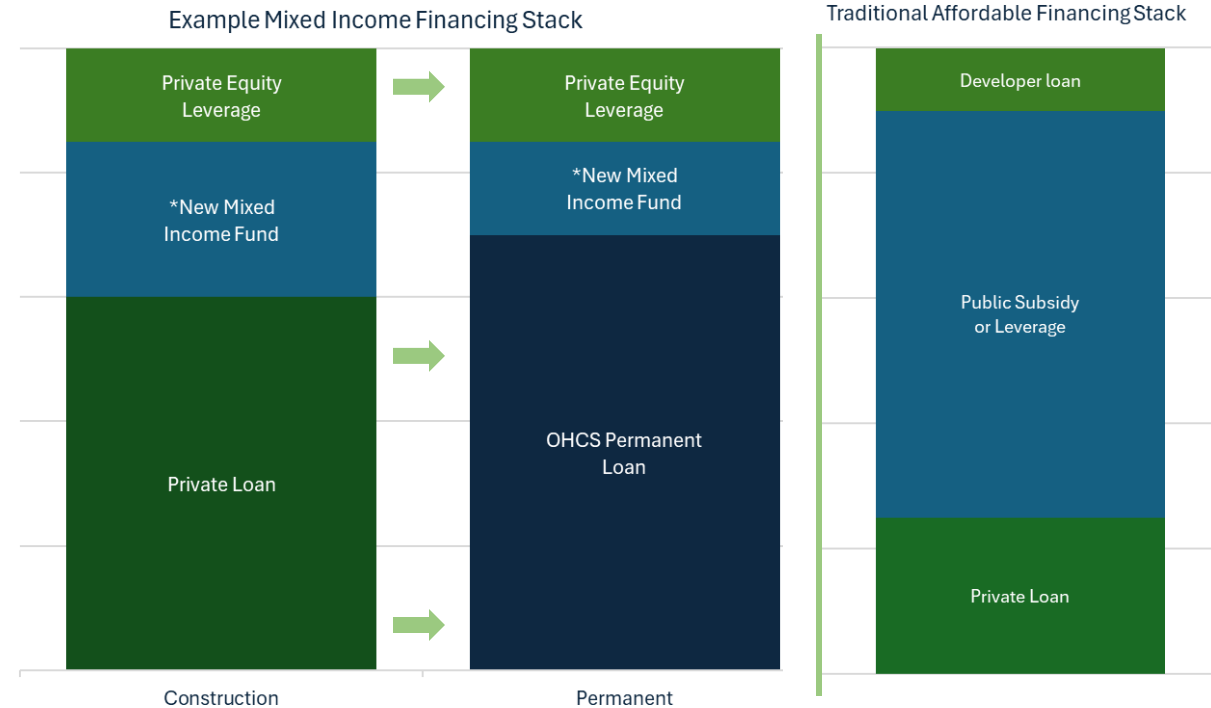 Example Mixed Income Financing Stack
Private Equity
Leverage
*New Mixed
Income Fund
Private Loan
Construction
Private Equity
Leverage
*New Mixed
Income Fund
OHCS Permanent
Loan
Permanent
Traditional Affordable Financing Stack
Developer loan
Public Subsidy
or Leverage
Private Loan